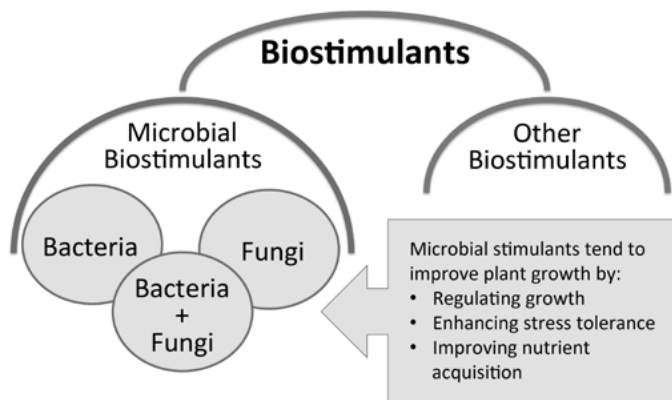 Biostimulants
Microbial
Biostimulants
Other
Biostimulants
Bacteria
Fungi
Bacteria
+
Fungi
Microbial stimulants tend to
improve plant growth by:
• Regulating growth
• Enhancing stress tolerance
• Improving nutrient
acquisition